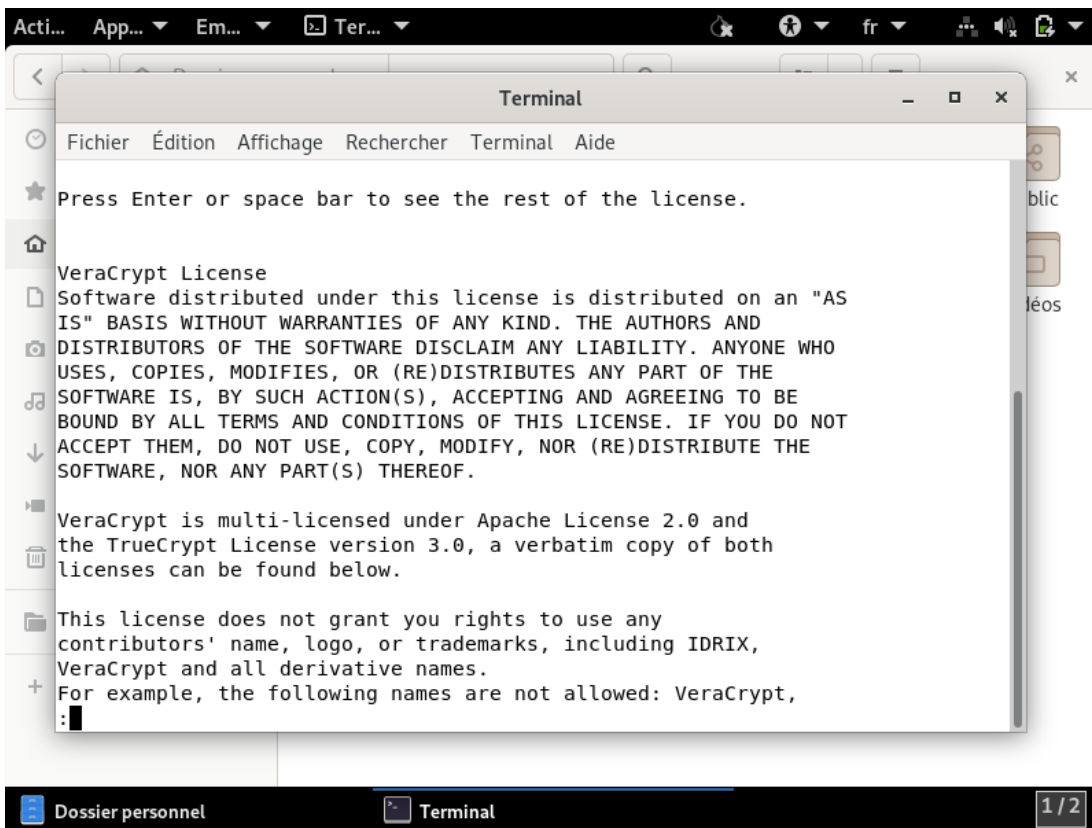 Acti... App... Em... Ter... fr
Terminal
Fichier Édition Affichage Rechercher Terminal Aide
Press Enter or space bar to see the rest of the license.
VeraCrypt License
Software distributed under this license is distributed on an "AS
IS" BASIS WITHOUT WARRANTIES OF ANY KIND. THE AUTHORS AND
DISTRIBUTORS OF THE SOFTWARE DISCLAIM ANY LIABILITY. ANYONE WHO
USES, COPIES, MODIFIES, OR (RE)DISTRIBUTES ANY PART OF THE
SOFTWARE IS, BY SUCH ACTION(S), ACCEPTING AND AGREEING TO BE
BOUND BY ALL TERMS AND CONDITIONS OF THIS LICENSE. IF YOU DO NOT
ACCEPT THEM, DO NOT USE, COPY, MODIFY, NOR (RE)DISTRIBUTE THE
SOFTWARE, NOR ANY PART(S) THEREOF.
VeraCrypt is multi-licensed under Apache License 2.0 and
the TrueCrypt License version 3.0, a verbatim copy of both
licenses can be found below.
This license does not grant you rights to use any
contributors' name, logo, or trademarks, including IDRIX,
VeraCrypt and all derivative names.
For example, the following names are not allowed: VeraCrypt,
:
blic
déos
Dossier personnel Terminal 1/2